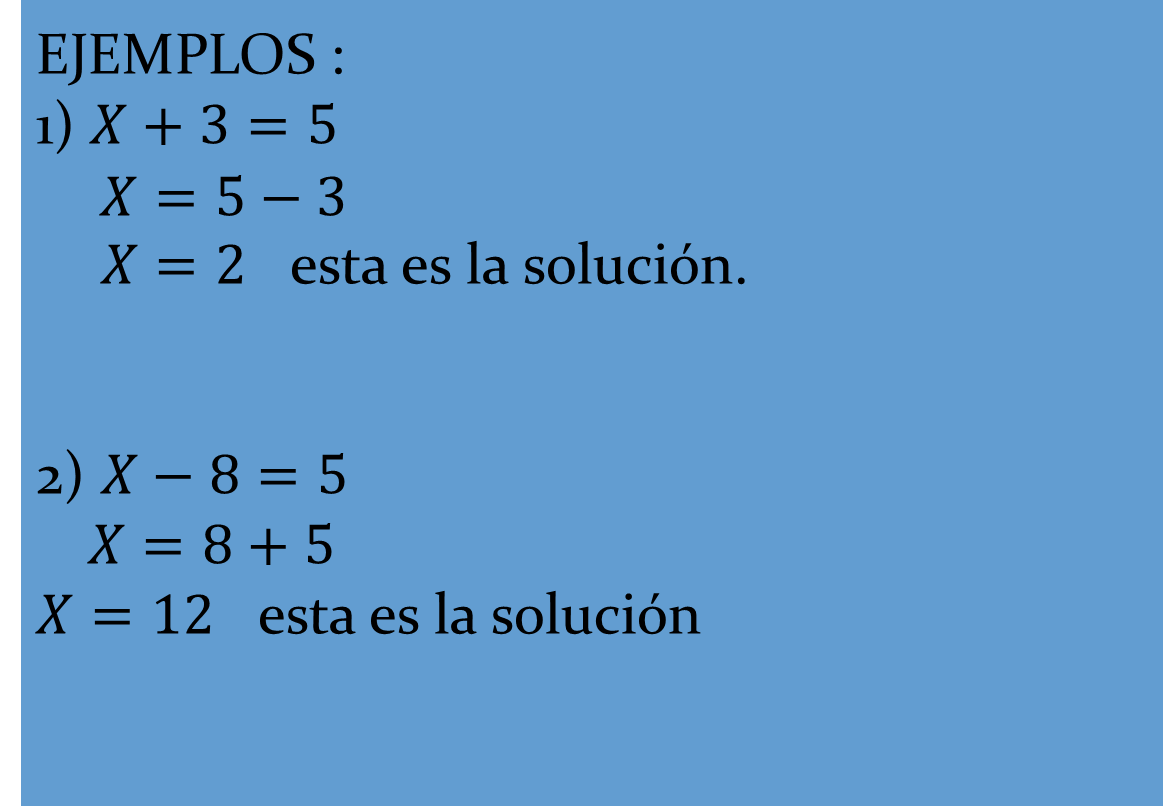 EJEMPLOS :
1) X + 3 = 5
X = 5 − 3
X = 2 esta es la solución.
2) X − 8 = 5
X = 8 + 5
X = 12 esta es la solución